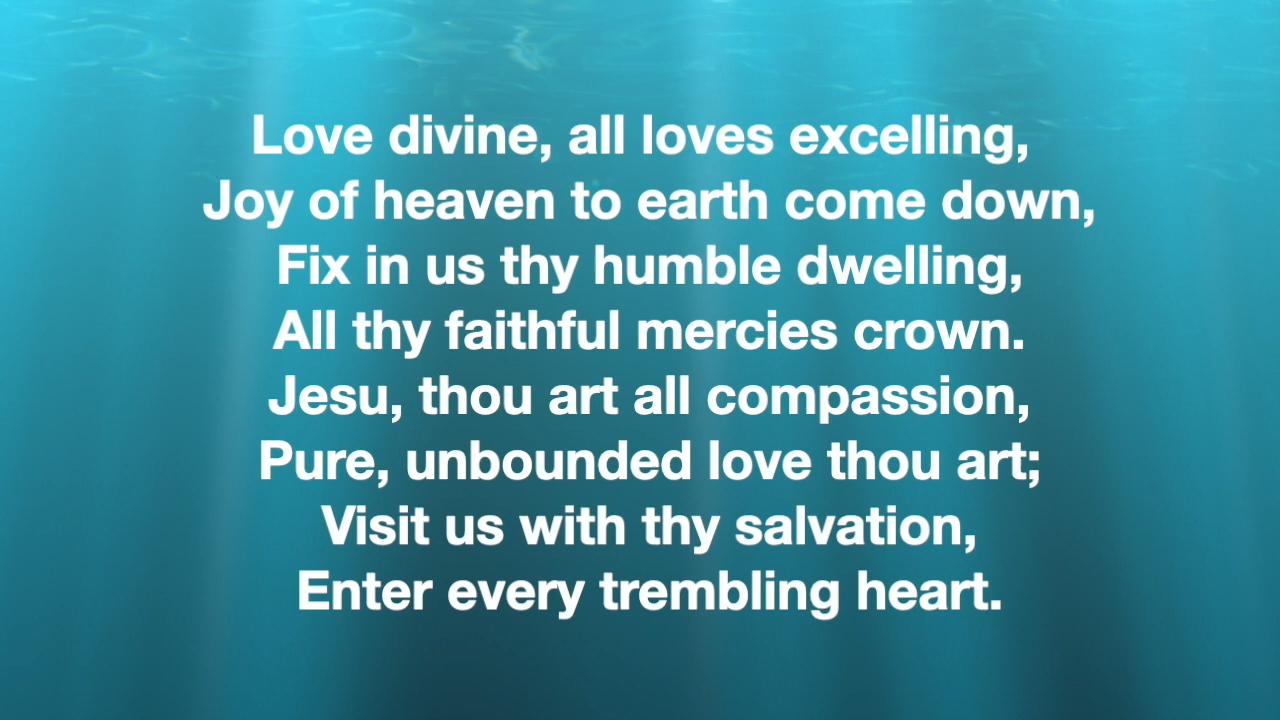 Love divine, all loves excelling,
Joy of heaven to earth come down,
Fix in us thy humble dwelling,
All thy faithful mercies crown.
Jesu, thou art all compassion,
Pure, unbounded love thou art;
Visit us with thy salvation,
Enter every trembling heart.